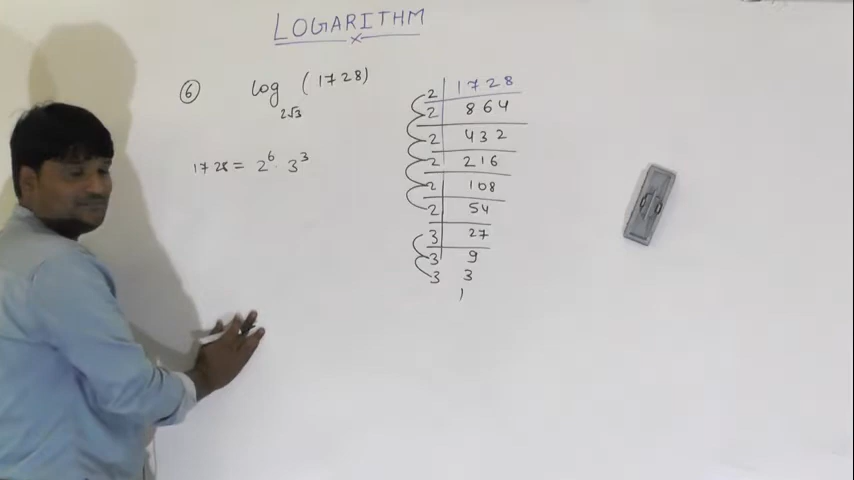 LOGARITHM
⑥ log 2√3 (1728)
1728 = 2⁶ · 3³
2 | 1728
2 | 864
2 | 432
2 | 216
2 | 108
2 | 54
3 | 27
3 | 9
3 | 3
1